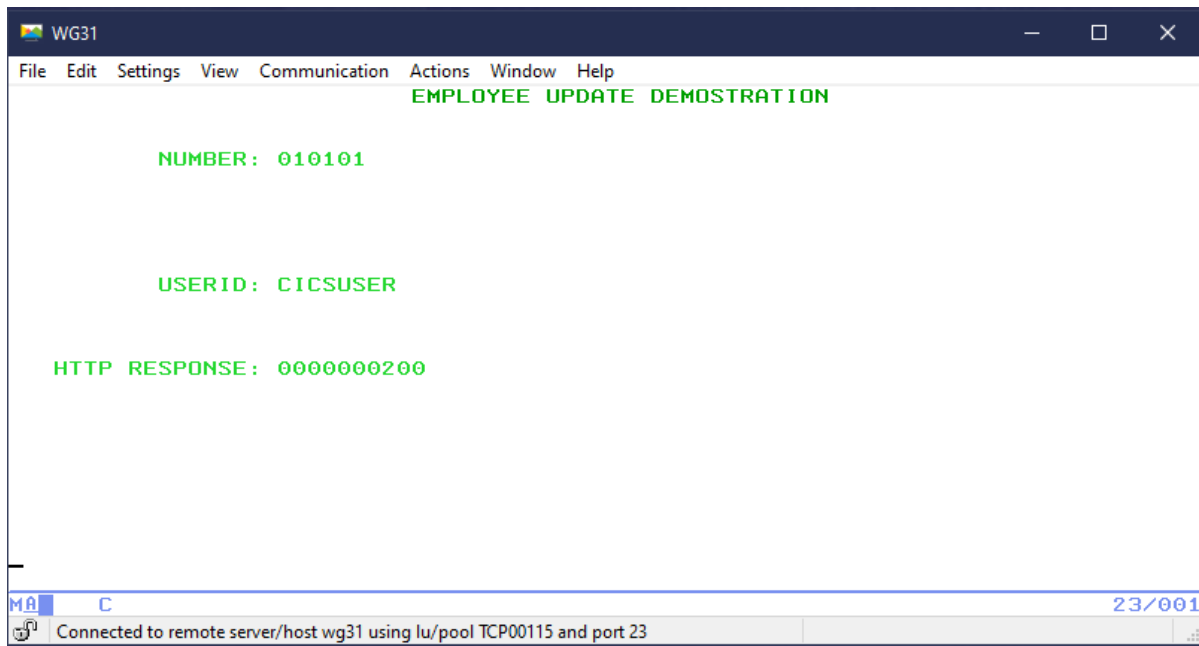 WG31
File Edit Settings View Communication Actions Window Help
EMPLOYEE UPDATE DEMOSTRATION
NUMBER: 010101
USERID: CICSUSER
HTTP RESPONSE: 0000000200
MA C 23/001
Connected to remote server/host wg31 using lu/pool TCP00115 and port 23